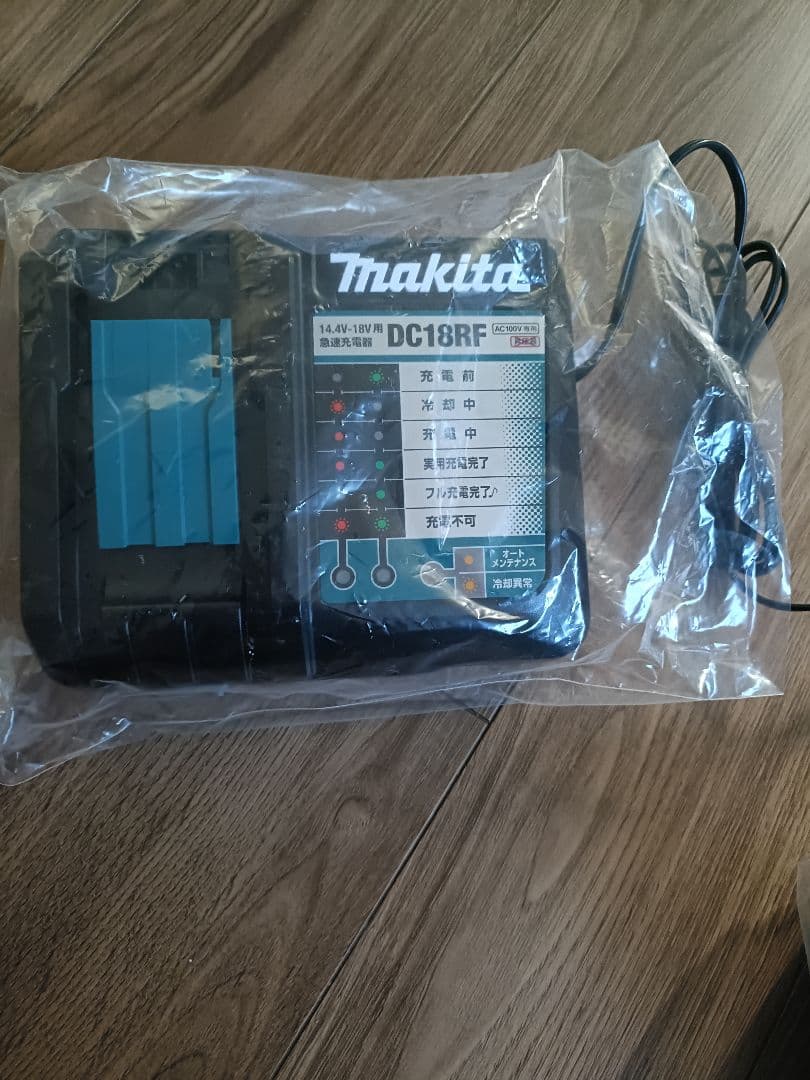 makita
14.4V-18V用
急速充電器
DC18RF
AC100V専用
充電前
冷却中
充電中
実用充電完了
フル充電完了♪
充電不可
オート
メンテナンス
冷却異常